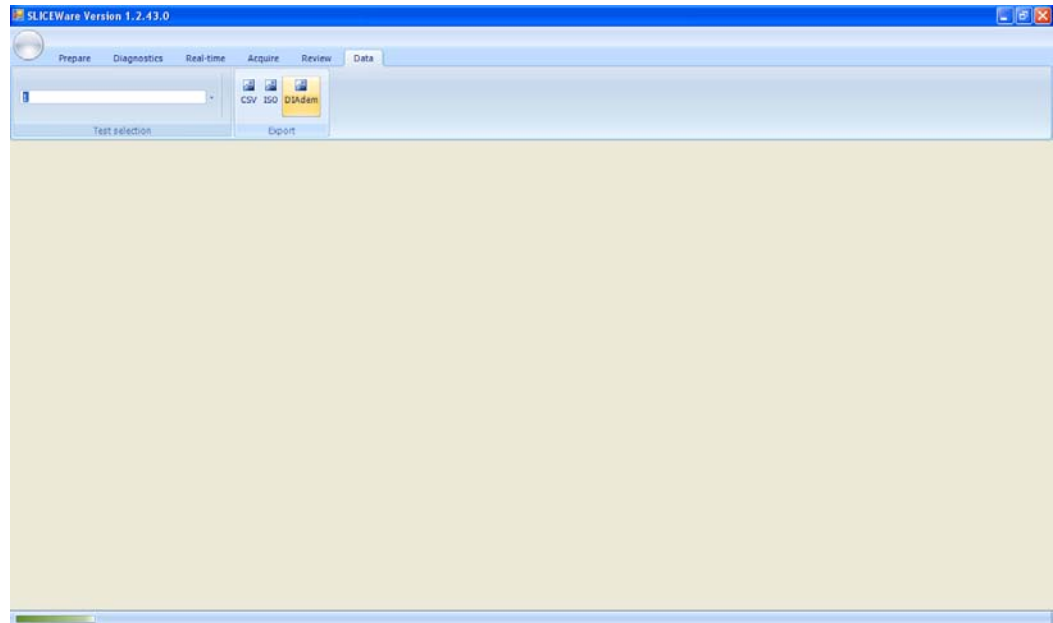 SLICEWare Version 1.2.43.0
Prepare Diagnostics Real-time Acquire Review Data
CSV ISO DIAdem
Test selection Export